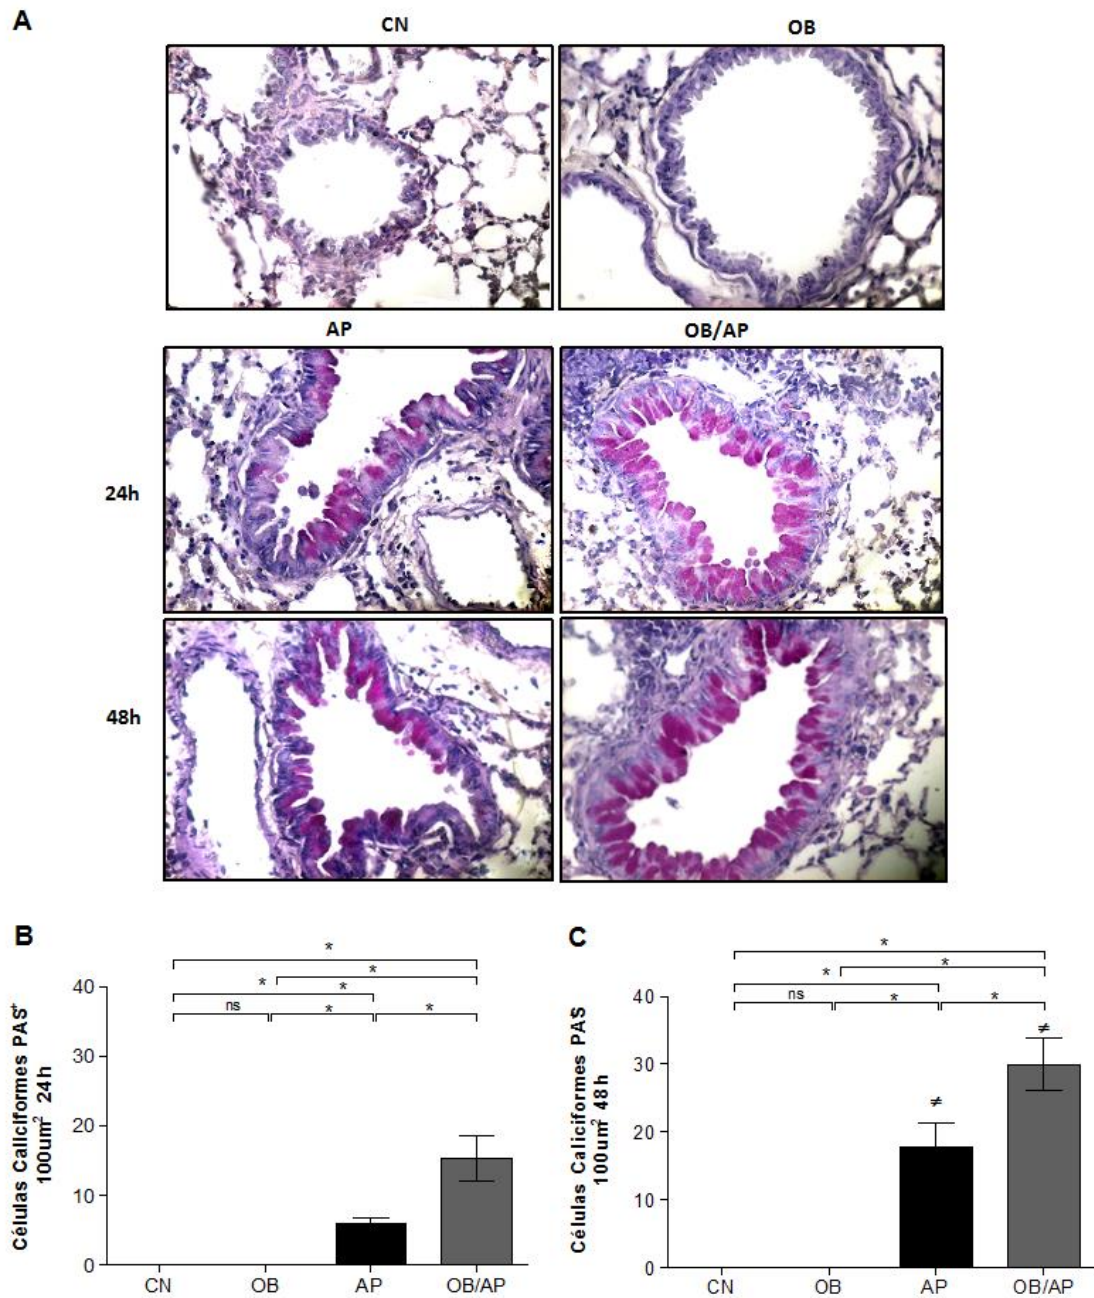 A
CN OB
AP OB/AP
24h
48h
B
Células Caliciformes PAS⁺
100um² 24h
40
30
20
10
0
*
*
* *
ns * *
CN OB AP OB/AP
C
Células Caliciformes PAS
100um² 48h
40
30
20
10
0
*
*
*
ns * *
≠ ≠
CN OB AP OB/AP